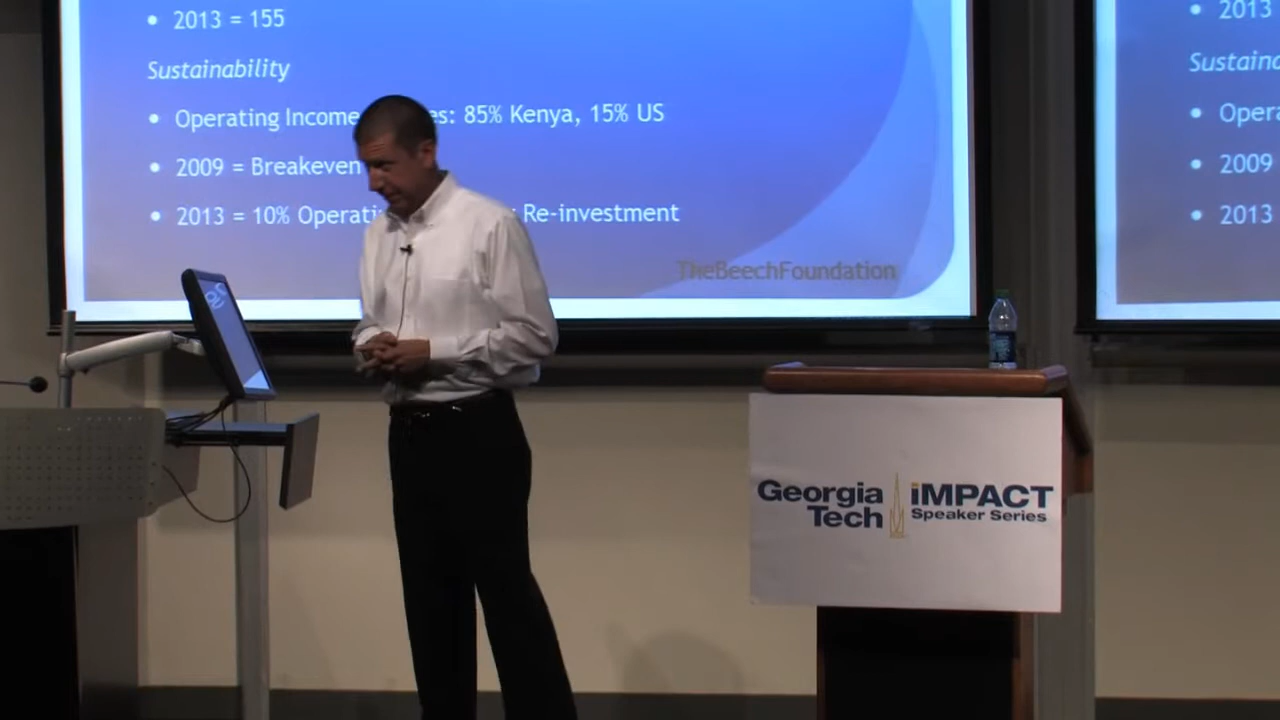 • 2013 = 155
Sustainability
• Operating Income es: 85% Kenya, 15% US
• 2009 = Breakeven
• 2013 = 10% Operati Re-investment
TheBeechFoundation
• 2013
Sustaina
• Opera
• 2009
• 2013
Georgia Tech
iMPACT
Speaker Series